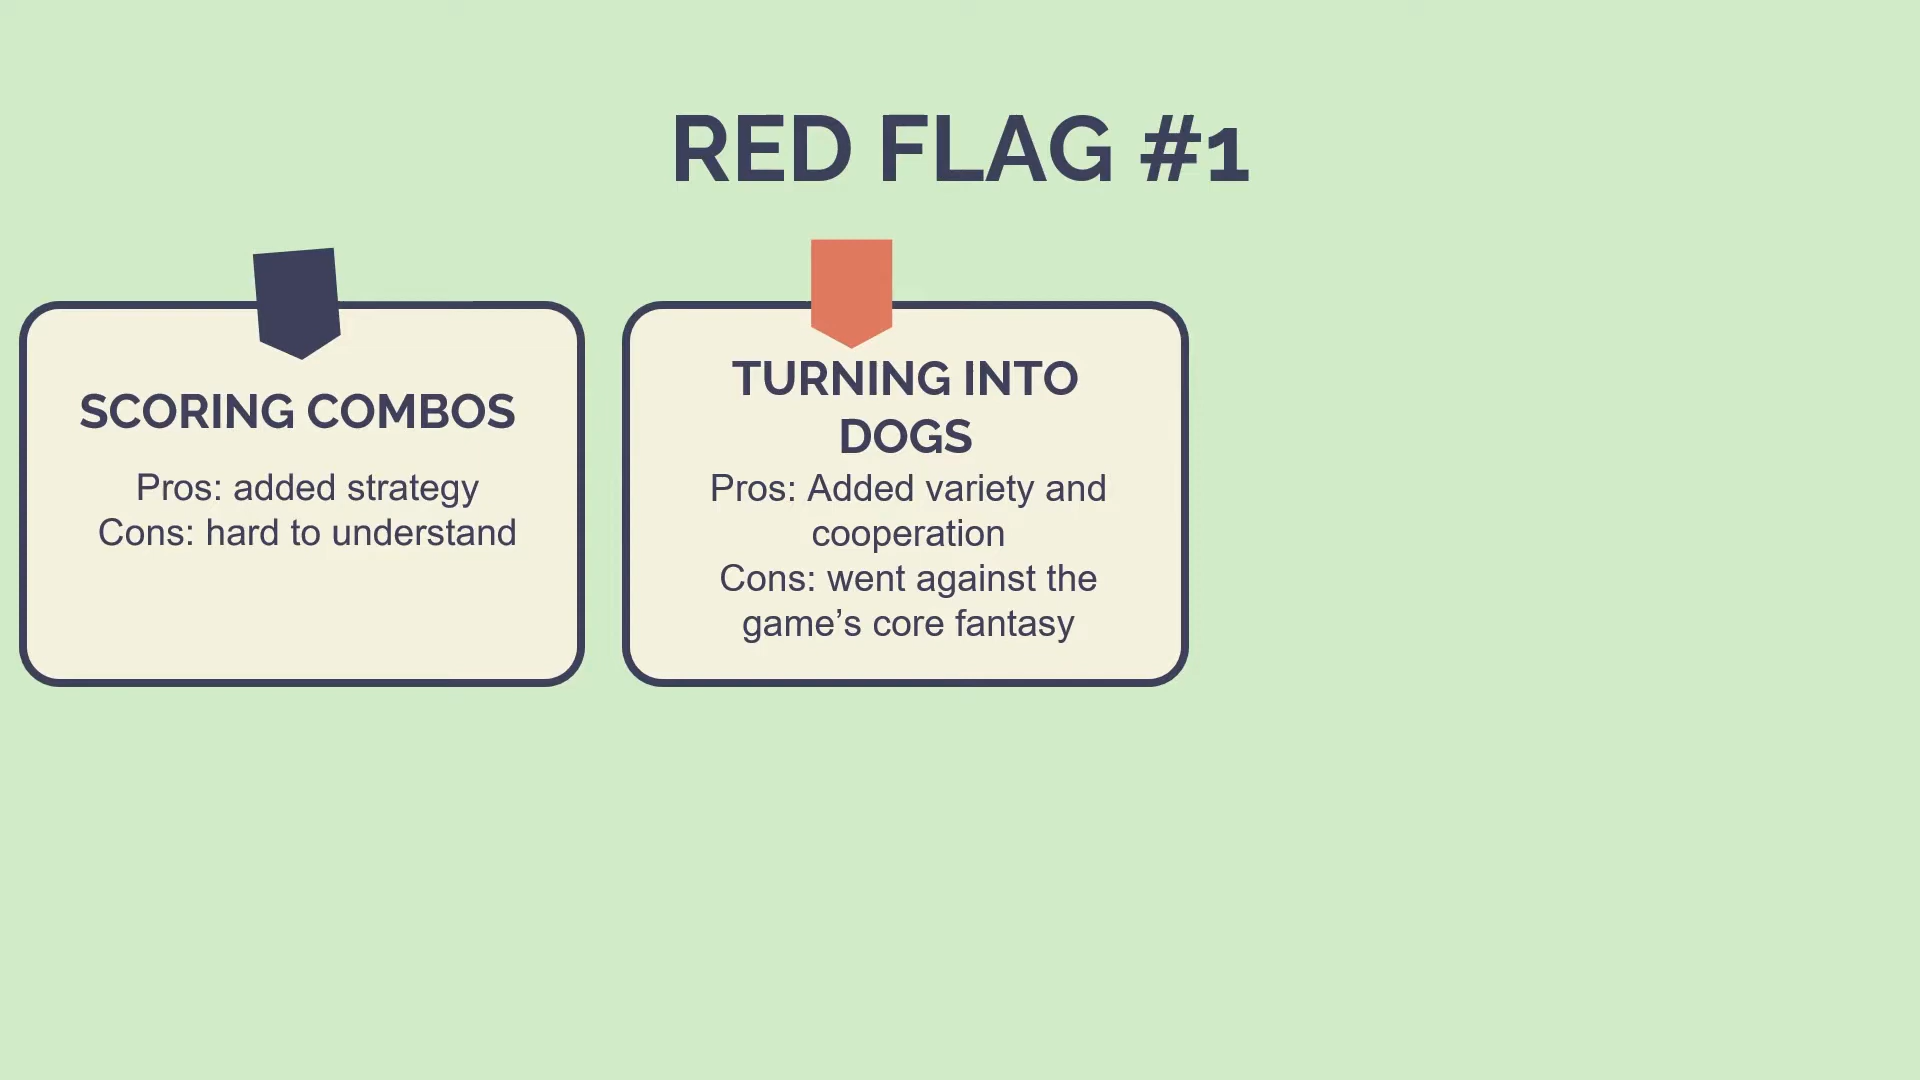 RED FLAG #1
SCORING COMBOS
Pros: added strategy
Cons: hard to understand
TURNING INTO
DOGS
Pros: Added variety and
cooperation
Cons: went against the
game’s core fantasy